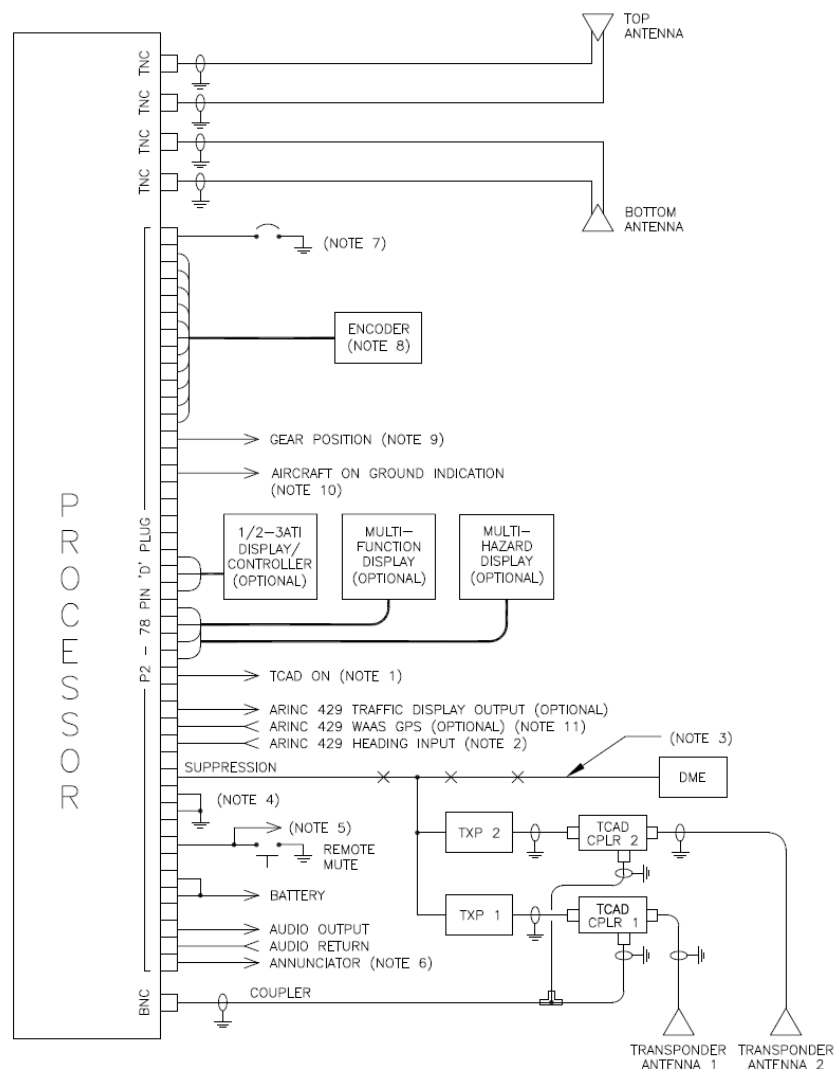 TOP
ANTENNA
TNC
TNC
TNC
TNC
BOTTOM
ANTENNA
(NOTE 7)
ENCODER
(NOTE 8)
GEAR POSITION (NOTE 9)
AIRCRAFT ON GROUND INDICATION
(NOTE 10)
PROCESSOR
P2 - 78 PIN 'D' PLUG
1/2-3ATI
DISPLAY/
CONTROLLER
(OPTIONAL)
MULTI-
FUNCTION
DISPLAY
(OPTIONAL)
MULTI-
HAZARD
DISPLAY
(OPTIONAL)
TCAD ON (NOTE 1)
ARINC 429 TRAFFIC DISPLAY OUTPUT (OPTIONAL)
ARINC 429 WAAS GPS (OPTIONAL) (NOTE 11)
ARINC 429 HEADING INPUT (NOTE 2)
(NOTE 3)
SUPPRESSION
DME
(NOTE 4)
(NOTE 5)
REMOTE
MUTE
TXP 2
TCAD
CPLR 2
BATTERY
TXP 1
TCAD
CPLR 1
AUDIO OUTPUT
AUDIO RETURN
ANNUNCIATOR (NOTE 6)
BNC
COUPLER
TRANSPONDER
ANTENNA 1
TRANSPONDER
ANTENNA 2